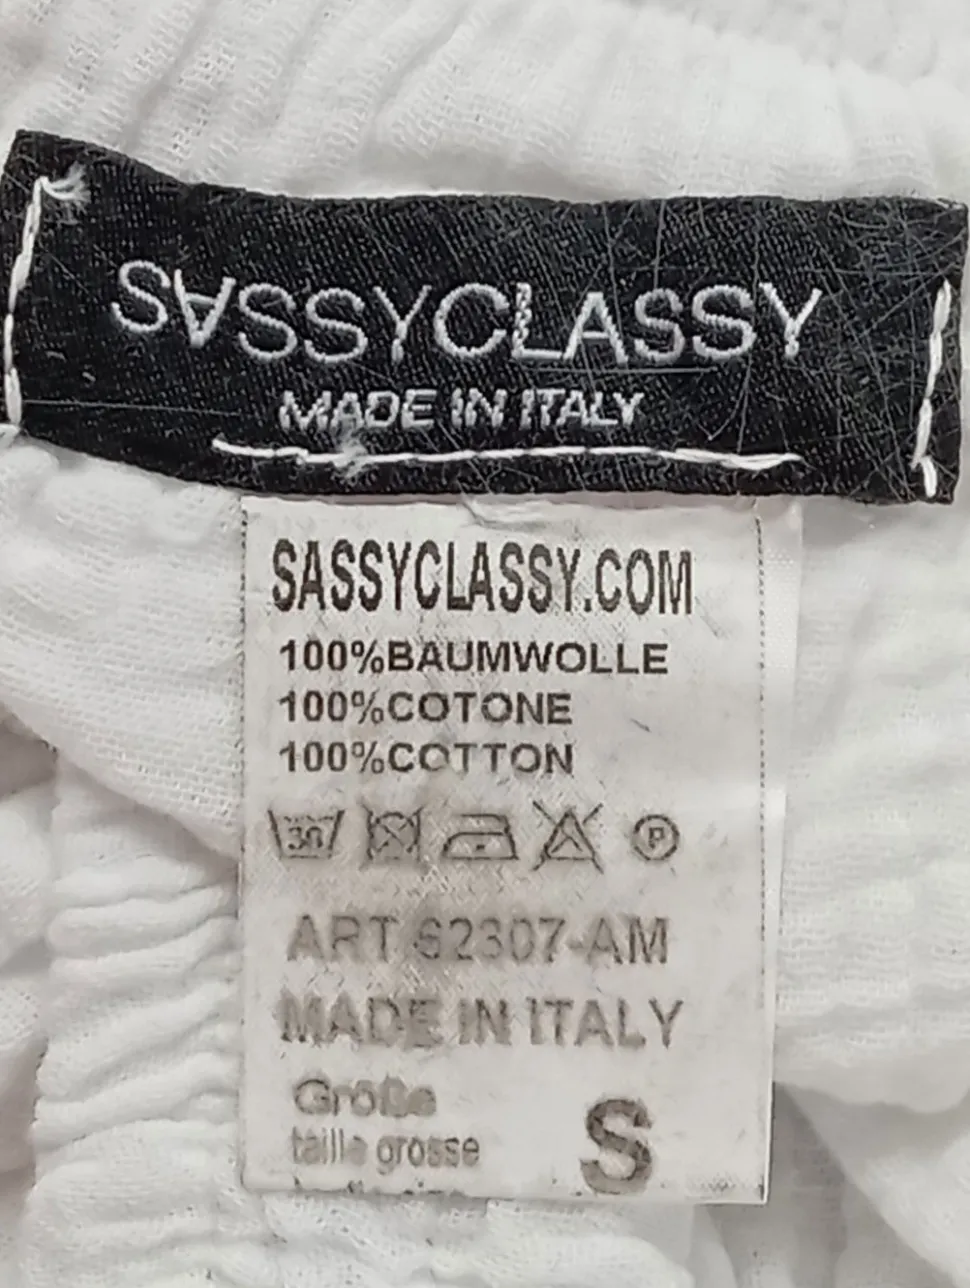 SASSYCLASSY
MADE IN ITALY
SASSYCLASSY.COM
100%BAUMWOLLE
100%COTONE
100%COTTON
30
P
ART 62307-AM
MADE IN ITALY
Größe
taille grosse
S